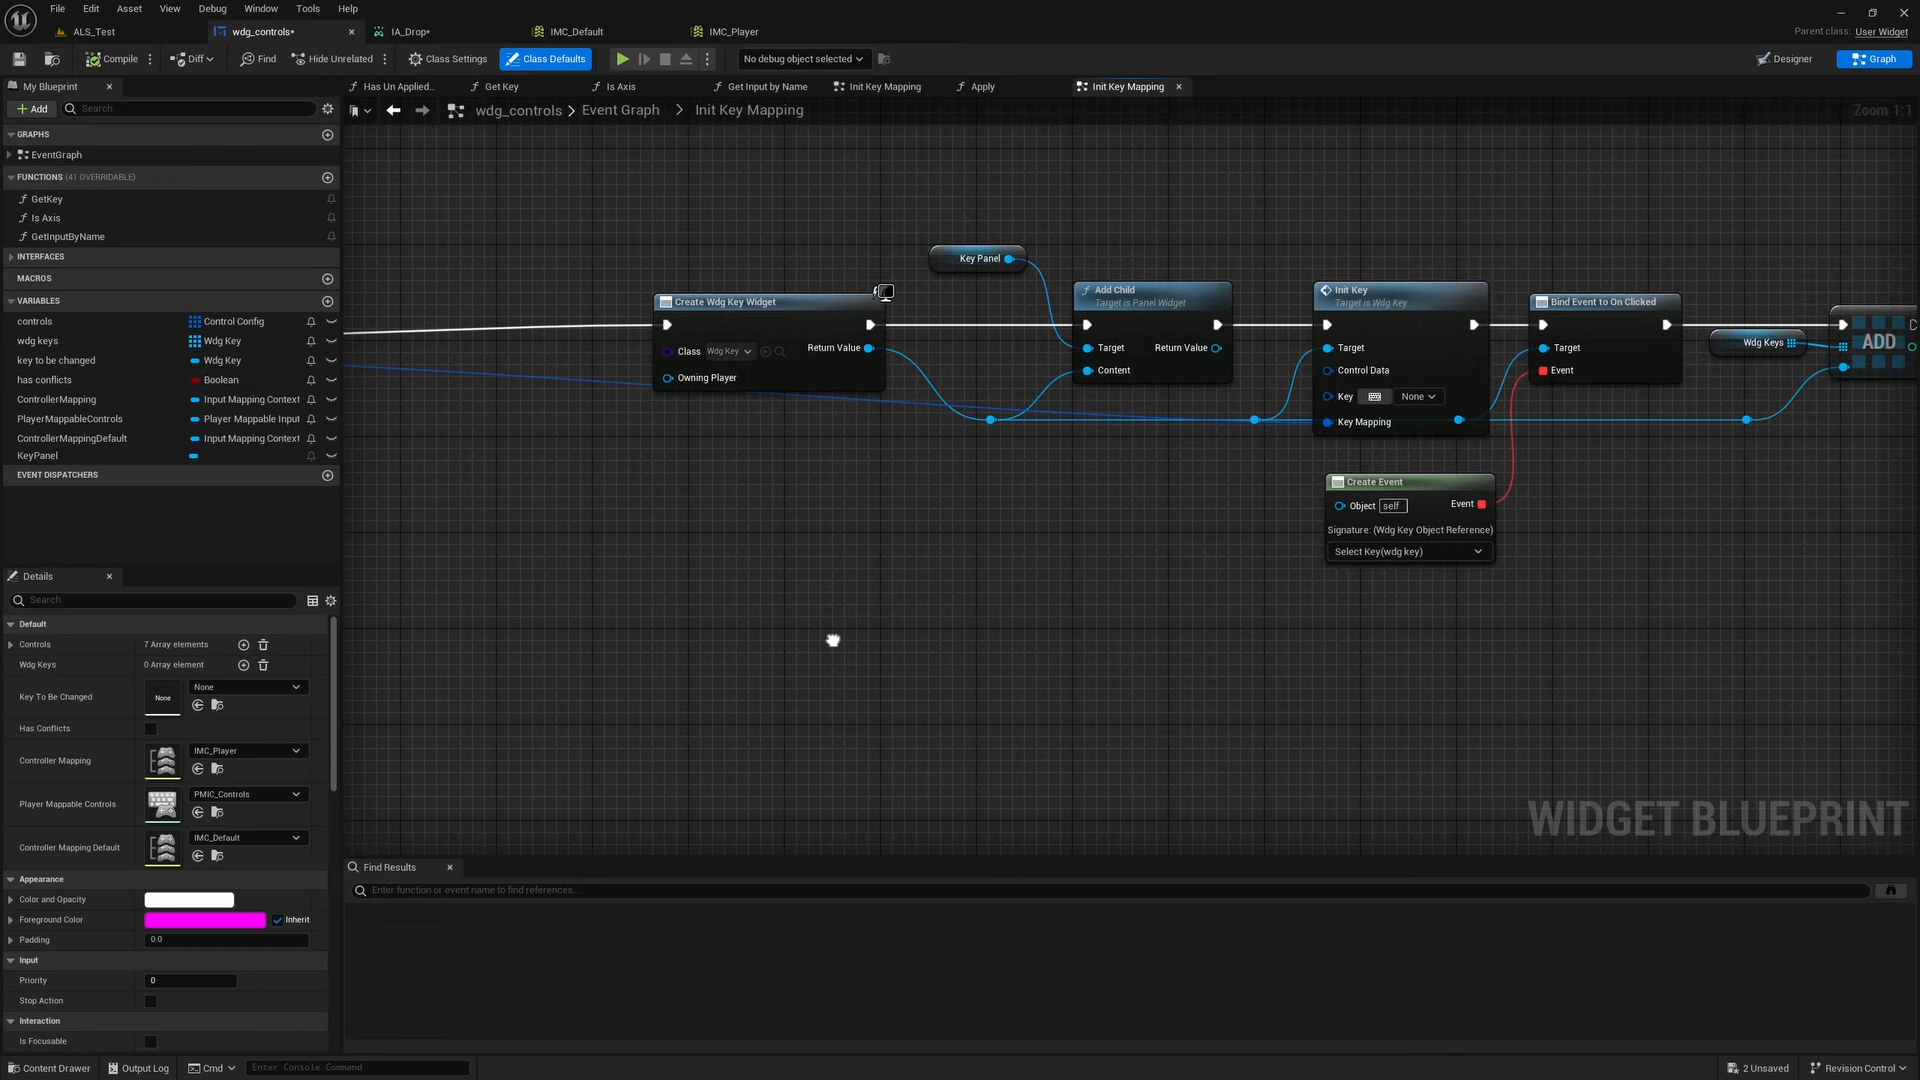 File Edit Asset View Debug Window Tools Help
ALS_Test wdg_controls* IA_Drop* IMC_Default IMC_Player
Parent class: User Widget
Compile Diff Find Hide Unrelated Class Settings Class Defaults No debug object selected Designer Graph
My Blueprint
Has Un Applied... Get Key Is Axis Get Input by Name Init Key Mapping Apply Init Key Mapping
Add Search
wdg_controls > Event Graph > Init Key Mapping
Zoom 1:1
GRAPHS
EventGraph
FUNCTIONS (41 OVERRIDABLE)
GetKey
Is Axis
GetInputByName
INTERFACES
MACROS
VARIABLES
controls Control Config
wdg keys Wdg Key
key to be changed Wdg Key
has conflicts Boolean
ControllerMapping Input Mapping Context
PlayerMappableControls Player Mappable Input
ControllerMappingDefault Input Mapping Context
KeyPanel
EVENT DISPATCHERS
Key Panel
Create Wdg Key Widget
Class Wdg Key
Return Value
Owning Player
Add Child
Target is Panel Widget
Target Return Value
Content
Init Key
Target is Wdg Key
Target
Control Data
Key None
Key Mapping
Bind Event to On Clicked
Target
Event
Wdg Keys
ADD
Create Event
Object self Event
Signature: (Wdg Key Object Reference)
Select Key(wdg key)
Details
Search
Default
Controls 7 Array elements
Wdg Keys 0 Array element
Key To Be Changed None None
Has Conflicts
Controller Mapping IMC_Player
Player Mappable Controls PMIC_Controls
Controller Mapping Default IMC_Default
Appearance
Color and Opacity
Foreground Color Inherit
Padding 0.0
Input
Priority 0
Stop Action
Interaction
Is Focusable
WIDGET BLUEPRINT
Find Results
Enter function or event name to find references...
Content Drawer Output Log Cmd Enter Console Command 2 Unsaved Revision Control